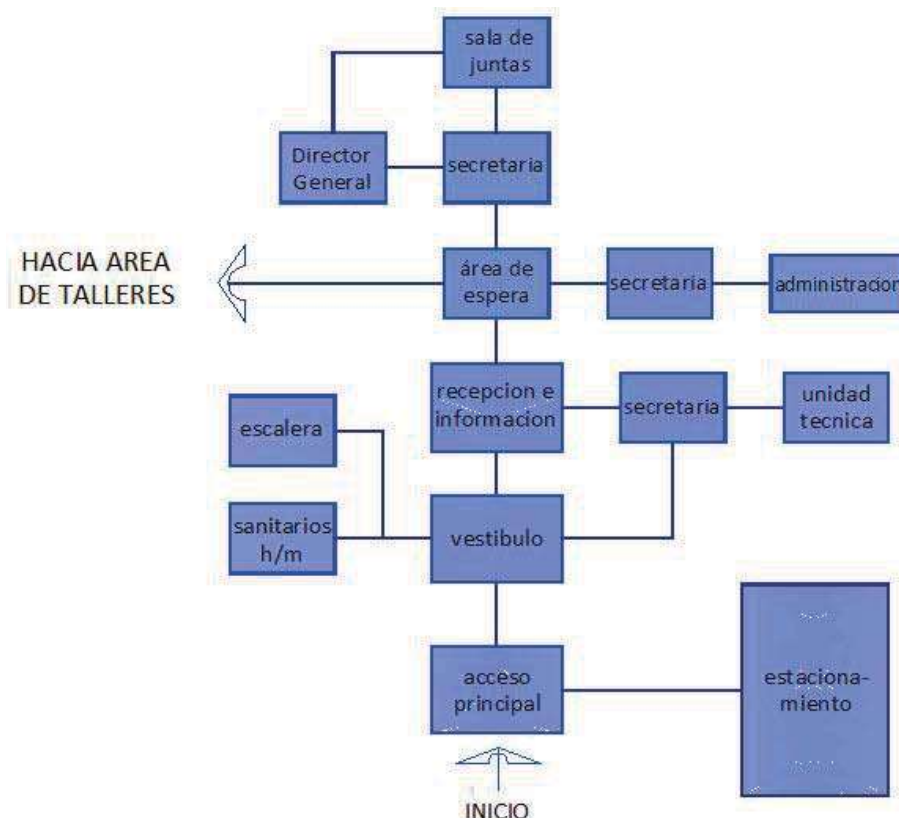 sala de
juntas
Director
General
secretaria
HACIA AREA
DE TALLERES
área de
espera
secretaria
administracion
recepcion e
informacion
secretaria
unidad
tecnica
escalera
sanitarios
h/m
vestibulo
acceso
principal
estaciona-
miento
INICIO